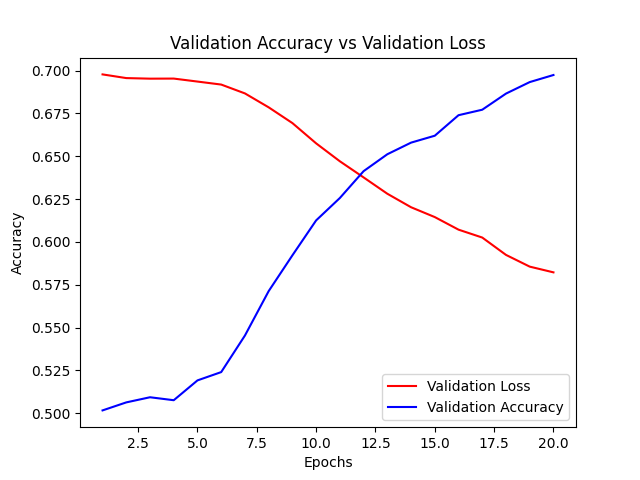 Validation Accuracy vs Validation Loss
0.700
0.675
0.650
0.625
0.600
0.575
0.550
0.525
0.500
Accuracy
Validation Loss
Validation Accuracy
2.5 5.0 7.5 10.0 12.5 15.0 17.5 20.0
Epochs